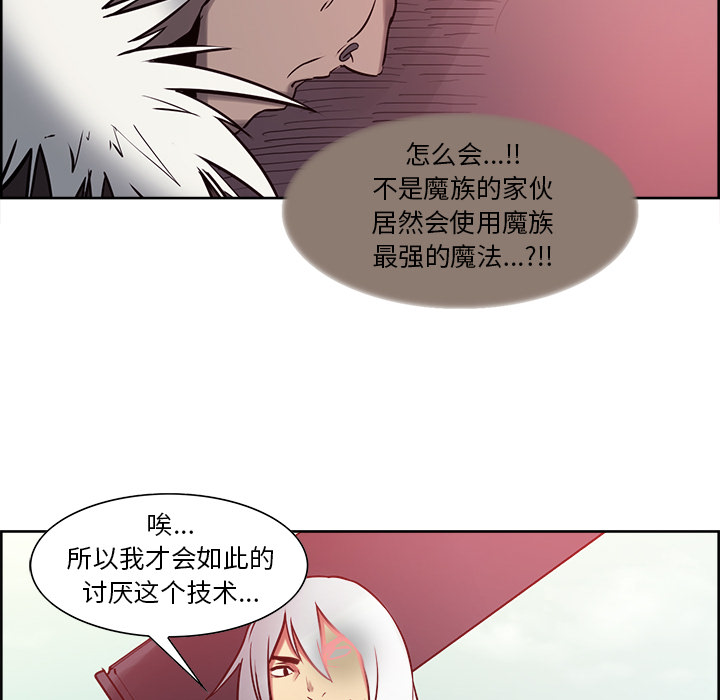 怎么会...!!
不是魔族的家伙
居然会使用魔族
最强的魔法...?!!
唉...
所以我才会如此的
讨厌这个技术...